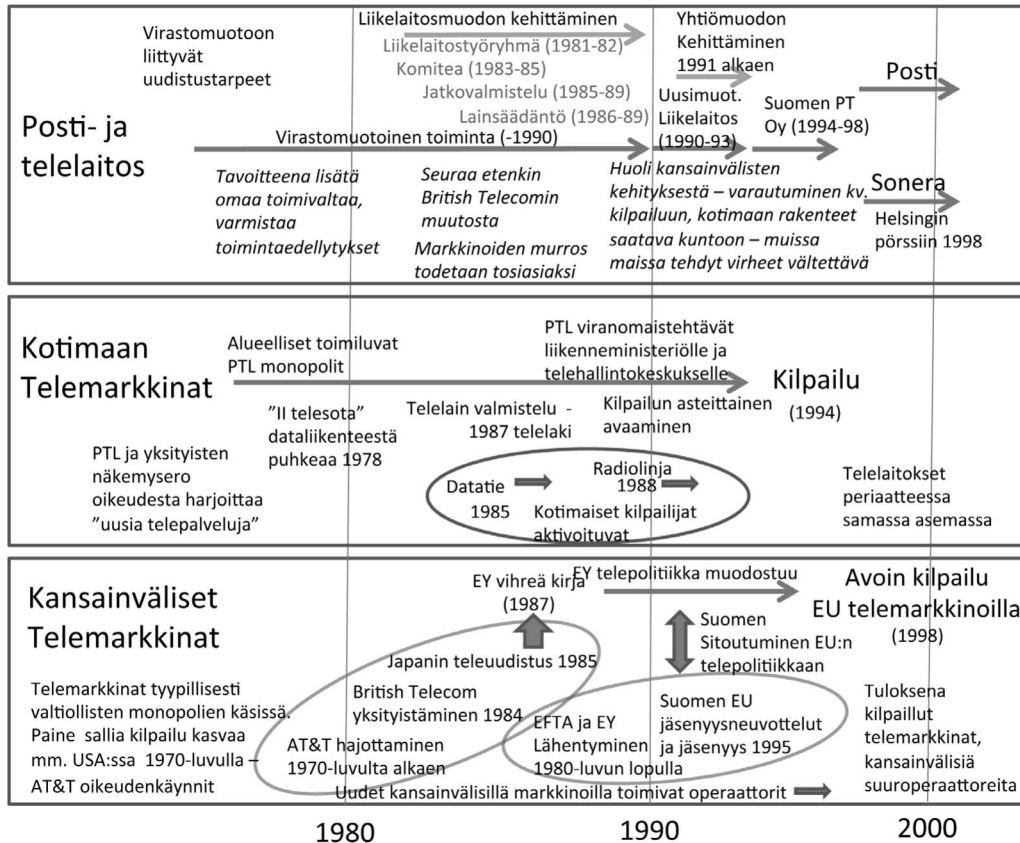 Posti- ja
telelaitos
Virastomuotoon
liittyvät
uudistustarpeet
Liikelaitosmuodon kehittäminen
Liikelaitostyöryhmä (1981-82)
Komitea (1983-85)
Jatkovalmistelu (1985-89)
Lainsäädäntö (1986-89)
Virastomuotoinen toiminta (-1990)
Tavoitteena lisätä
omaa toimivaltaa,
varmistaa
toimintaedellytykset
Seuraa etenkin
British Telecomin
muutosta
Markkinoiden murros
todetaan tosiasiaksi
Yhtiömuodon
Kehittäminen
1991 alkaen
Uusimuot.
Liikelaitos
(1990-93)
Suomen PT
Oy (1994-98)
Huoli kansainvälisten
kehityksestä – varautuminen kv.
kilpailuun, kotimaan rakenteet
saatava kuntoon – muissa
maissa tehdyt virheet vältettävä
Posti
Sonera
Helsingin
pörssiin 1998
Kotimaan
Telemarkkinat
Alueelliset toimiluvat
PTL monopolit
PTL viranomaistehtävät
liikenneministeriölle ja
telehallintokeskukselle
Kilpailu
(1994)
"II telesota"
dataliikenteestä
puhkeaa 1978
Telelain valmistelu -
1987 telelaki
Kilpailun asteittainen
avaaminen
PTL ja yksityisten
näkemysero
oikeudesta harjoittaa
"uusia telepalveluja"
Datatie
1985
Radiolinja
1988
Kotimaiset kilpailijat
aktivoituvat
Telelaitokset
periaatteessa
samassa asemassa
Kansainväliset
Telemarkkinat
EY vihreä kirja
(1987)
EY telepolitiikka muodostuu
Avoin kilpailu
EU telemarkkinoilla
(1998)
Suomen
Sitoutuminen EU:n
telepolitiikkaan
Japanin teleuudistus 1985
British Telecom
yksityistäminen 1984
AT&T hajottaminen
1970-luvulta alkaen
EFTA ja EY
Lähentyminen
1980-luvun lopulla
Suomen EU
jäsenyysneuvottelut
ja jäsenyys 1995
Telemarkkinat tyypillisesti
valtiollisten monopolien käsissä.
Paine sallia kilpailu kasvaa
mm. USA:ssa 1970-luvulla –
AT&T oikeudenkäynnit
Tuloksena
kilpaillut
telemarkkinat,
kansainvälisiä
suuroperaattoreita
Uudet kansainvälisillä markkinoilla toimivat operaattorit
1980
1990
2000